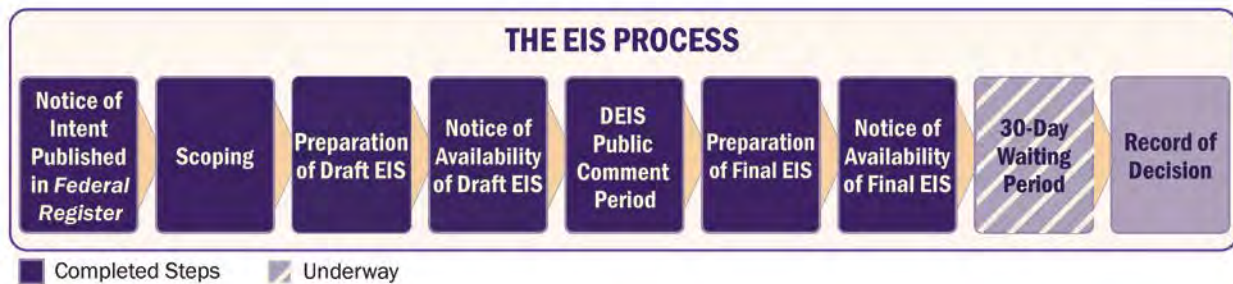 THE EIS PROCESS
Notice of
Intent
Published
in Federal
Register
Scoping
Preparation
of Draft EIS
Notice of
Availability
of Draft EIS
DEIS
Public
Comment
Period
Preparation
of Final EIS
Notice of
Availability
of Final EIS
30-Day
Waiting
Period
Record of
Decision
Completed Steps
Underway